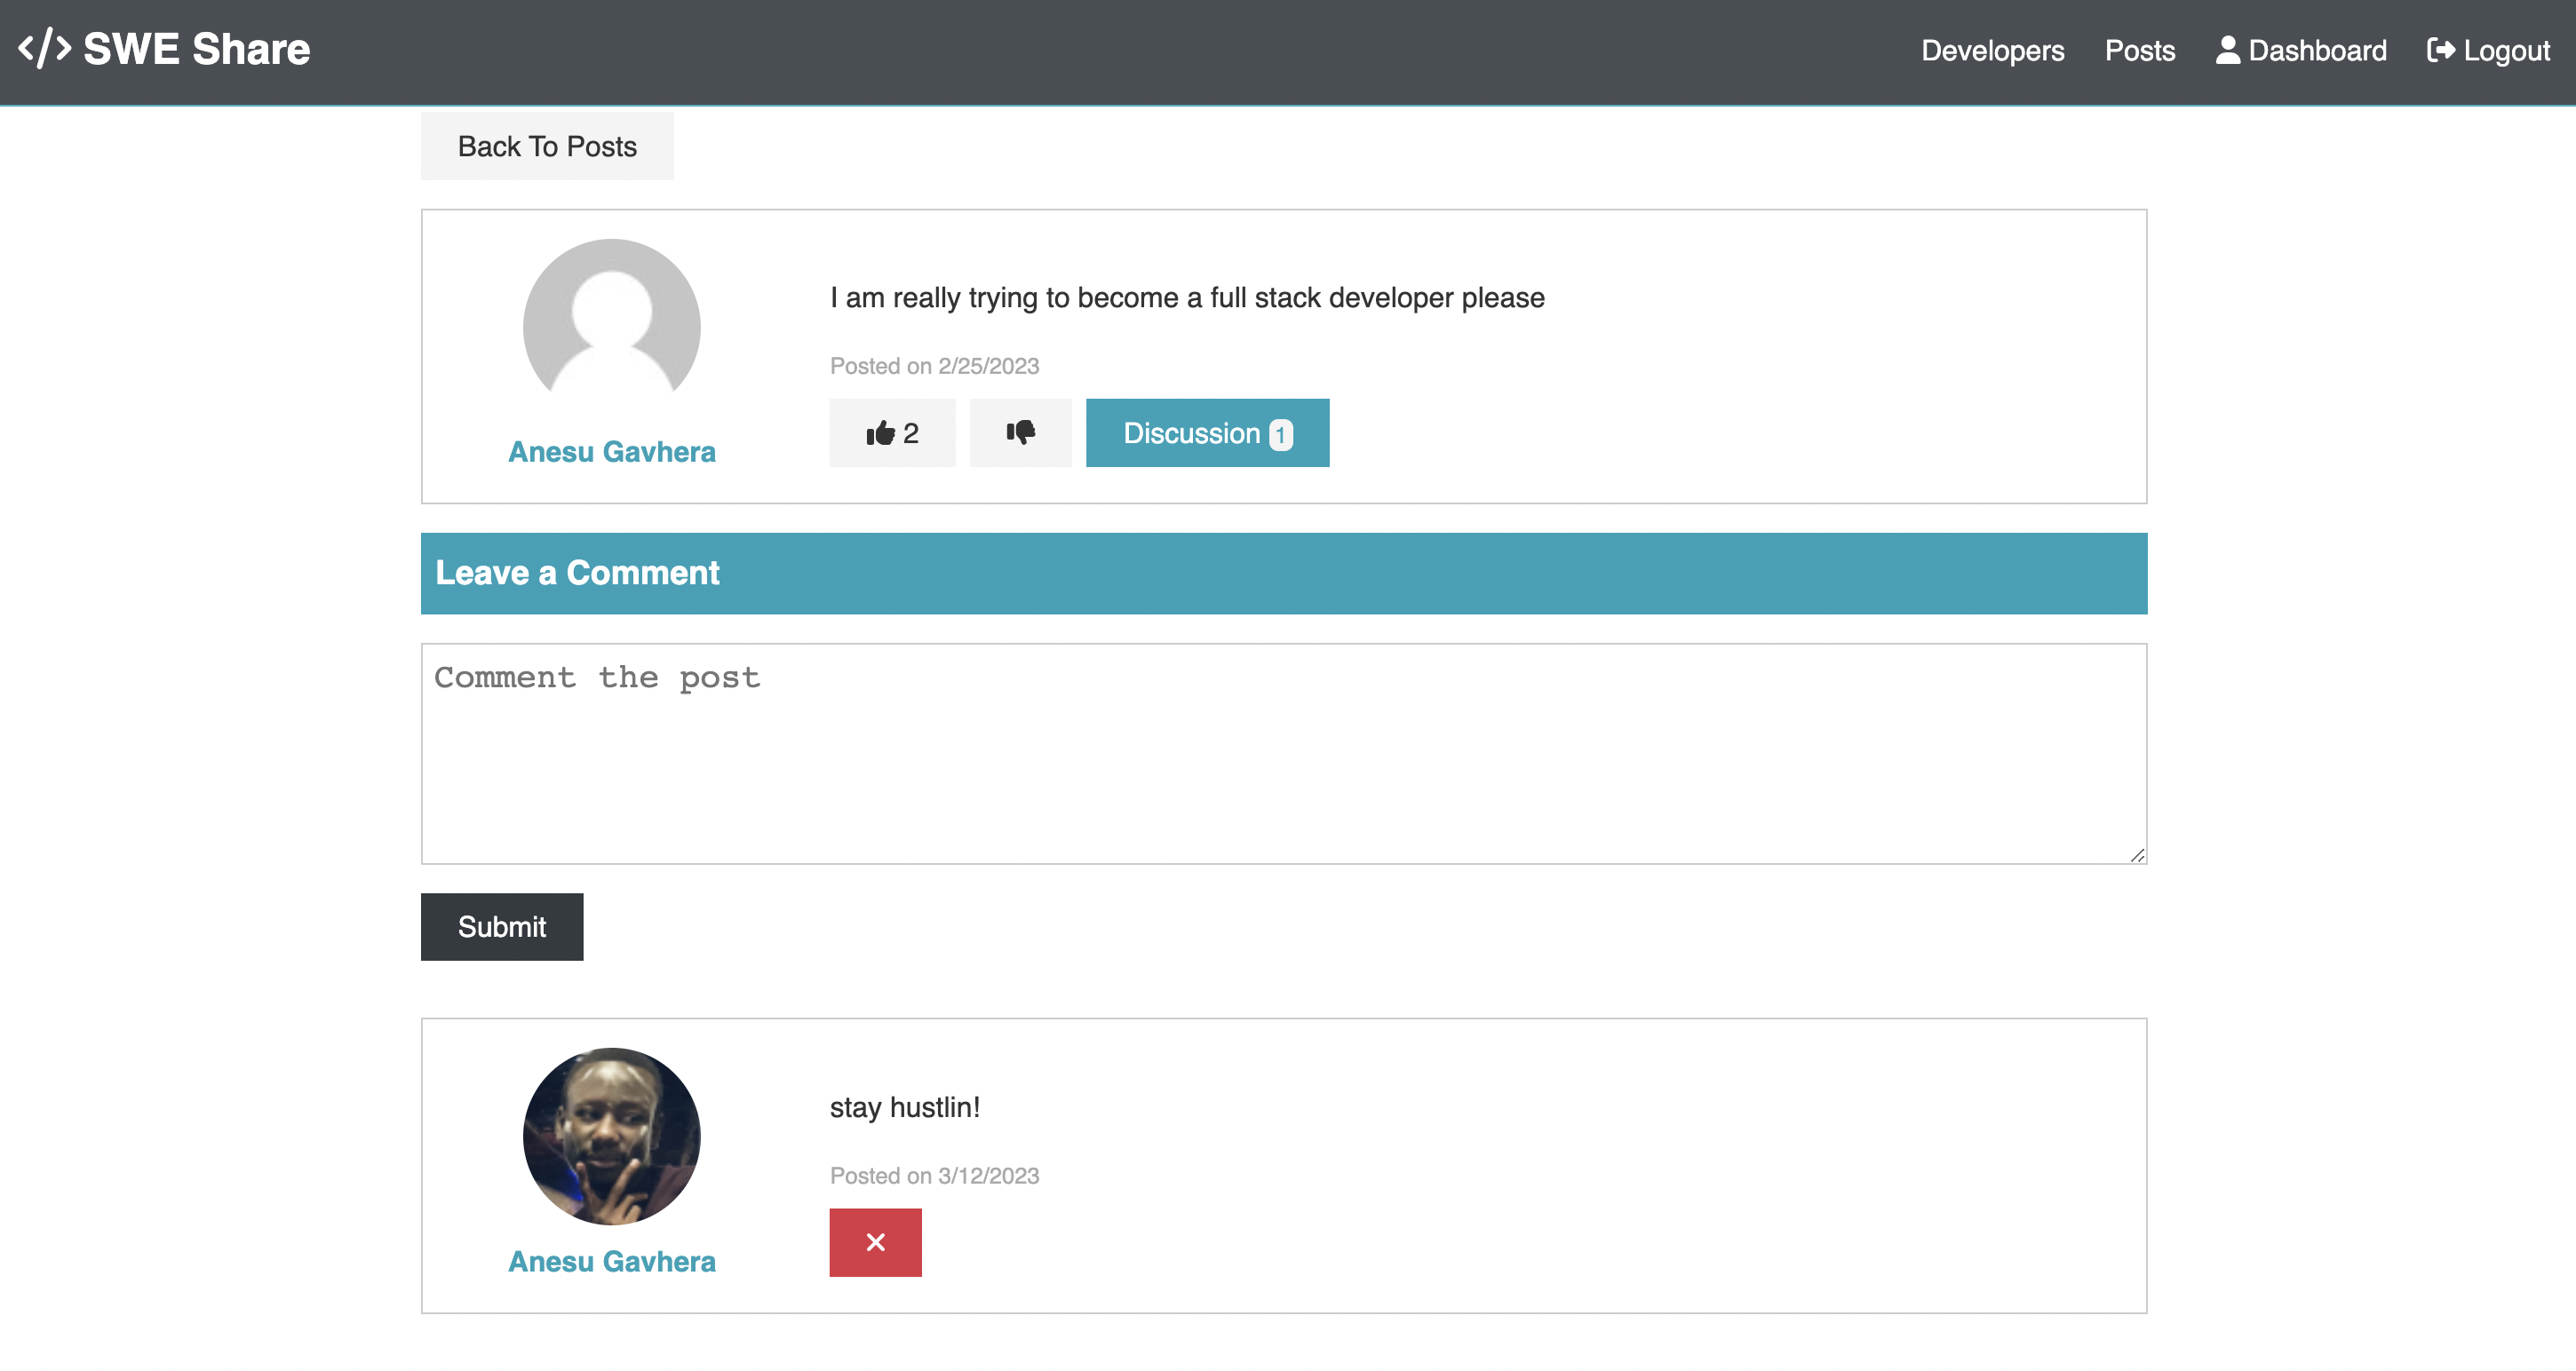 </> SWE Share
Developers Posts Dashboard Logout
Back To Posts
I am really trying to become a full stack developer please
Posted on 2/25/2023
2 Discussion 1
Anesu Gavhera
Leave a Comment
Comment the post
Submit
stay hustlin!
Posted on 3/12/2023
Anesu Gavhera